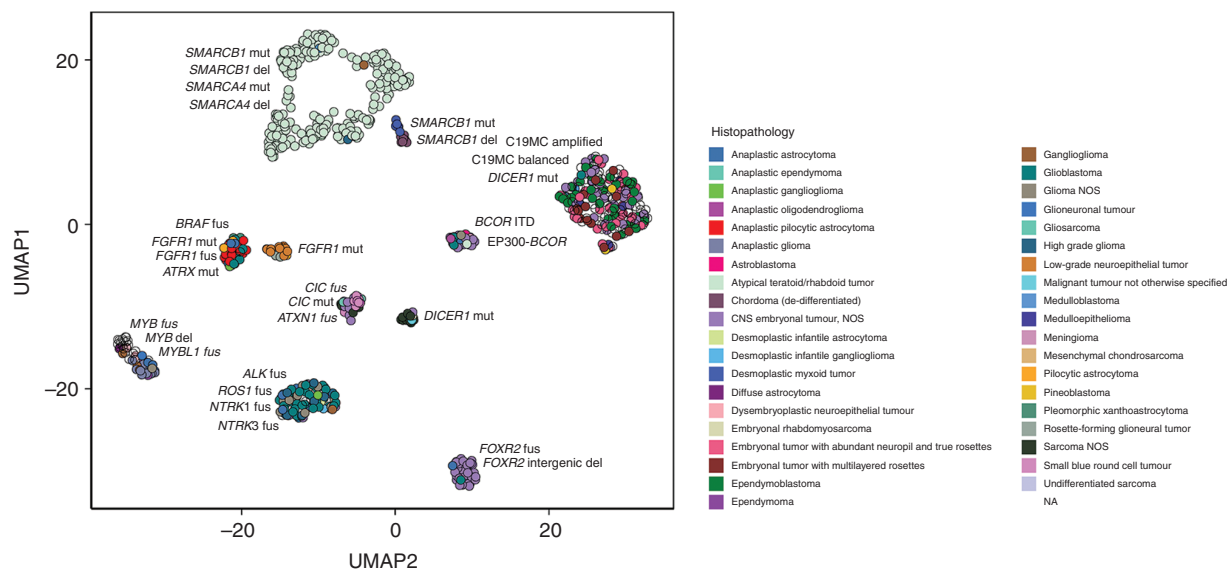 SMARCB1 mut
SMARCB1 del
SMARCA4 mut
SMARCA4 del
SMARCB1 mut
SMARCB1 del
C19MC amplified
C19MC balanced
DICER1 mut
BRAF fus
FGFR1 mut
FGFR1 fus
ATRX mut
FGFR1 mut
BCOR ITD
EP300-BCOR
CIC fus
CIC mut
ATXN1 fus
DICER1 mut
MYB fus
MYB del
MYBL1 fus
ALK fus
ROS1 fus
NTRK1 fus
NTRK3 fus
FOXR2 fus
FOXR2 intergenic del
UMAP1
20
0
−20
−20
0
20
UMAP2
Histopathology
Anaplastic astrocytoma
Anaplastic ependymoma
Anaplastic ganglioglioma
Anaplastic oligodendroglioma
Anaplastic pilocytic astrocytoma
Anaplastic glioma
Astroblastoma
Atypical teratoid/rhabdoid tumor
Chordoma (de-differentiated)
CNS embryonal tumour, NOS
Desmoplastic infantile astrocytoma
Desmoplastic infantile ganglioglioma
Desmoplastic myxoid tumor
Diffuse astrocytoma
Dysembryoplastic neuroepithelial tumour
Embryonal rhabdomyosarcoma
Embryonal tumor with abundant neuropil and true rosettes
Embryonal tumor with multilayered rosettes
Ependymoblastoma
Ependymoma
Ganglioglioma
Glioblastoma
Glioma NOS
Glioneuronal tumour
Gliosarcoma
High grade glioma
Low-grade neuroepithelial tumor
Malignant tumour not otherwise specified
Medulloblastoma
Medulloepithelioma
Meningioma
Mesenchymal chondrosarcoma
Pilocytic astrocytoma
Pineoblastoma
Pleomorphic xanthoastrocytoma
Rosette-forming glioneural tumor
Sarcoma NOS
Small blue round cell tumour
Undifferentiated sarcoma
NA